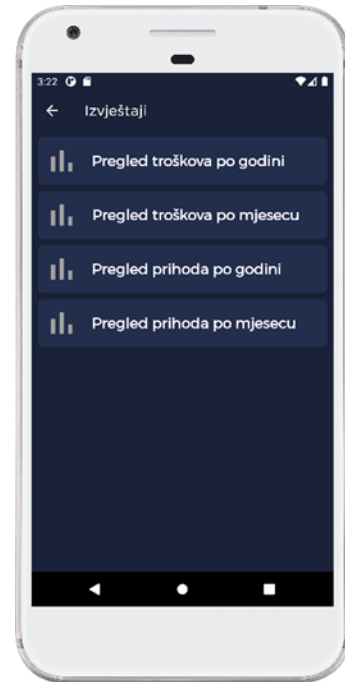 3:22
Izvještaji
Pregled troškova po godini
Pregled troškova po mjesecu
Pregled prihoda po godini
Pregled prihoda po mjesecu